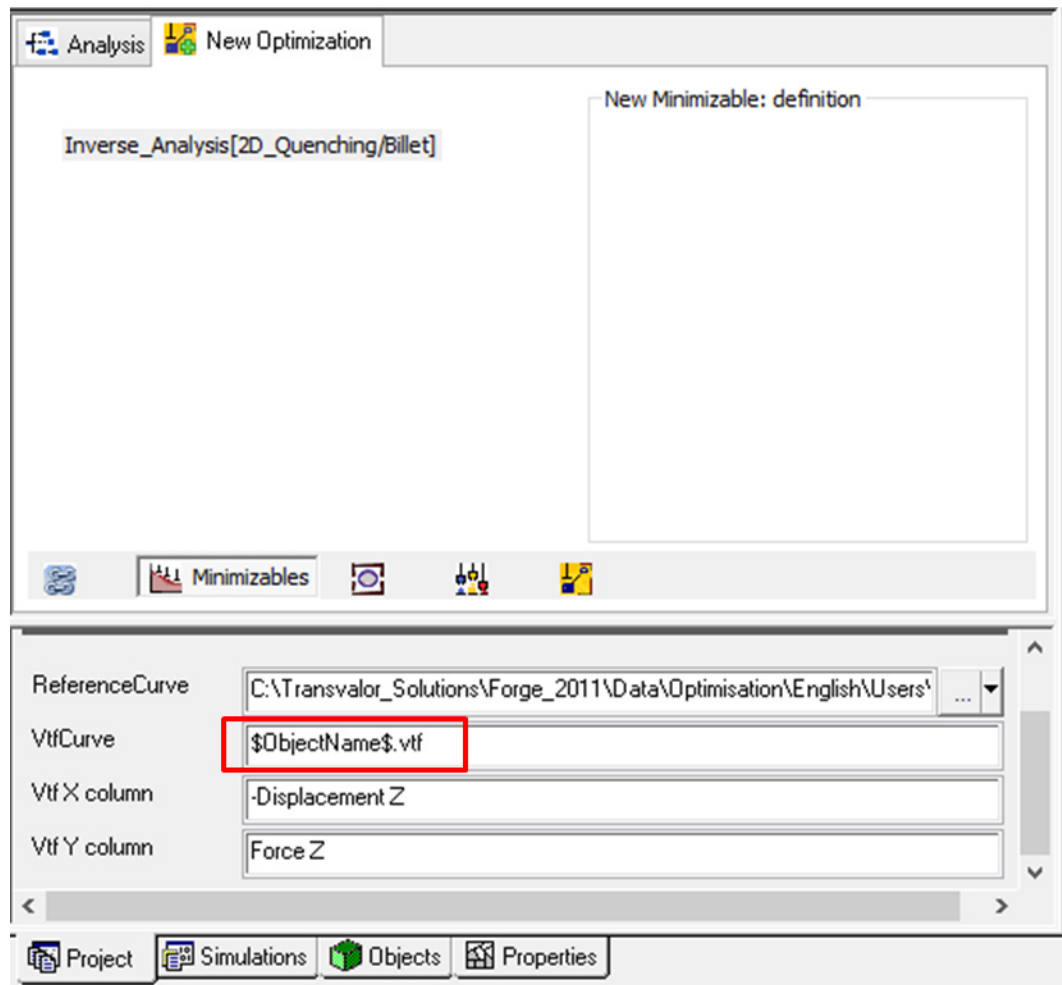 Analysis
New Optimization
New Minimizable: definition
Inverse_Analysis[2D_Quenching/Billet]
Minimizables
ReferenceCurve
C:\Transvalor_Solutions\Forge_2011\Data\Optimisation\English\Users\
...
VtfCurve
$ObjectName$.vtf
Vtf X column
-Displacement Z
Vtf Y column
Force Z
Project
Simulations
Objects
Properties